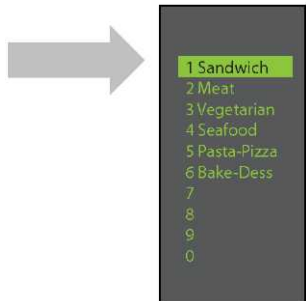 1 Sandwich
2 Meat
3 Vegetarian
4 Seafood
5 Pasta-Pizza
6 Bake-Dess
7
8
9
0